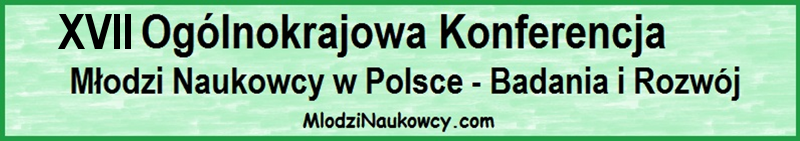 XVII Ogólnokrajowa Konferencja
Młodzi Naukowcy w Polsce - Badania i Rozwój
MlodziNaukowcy.com